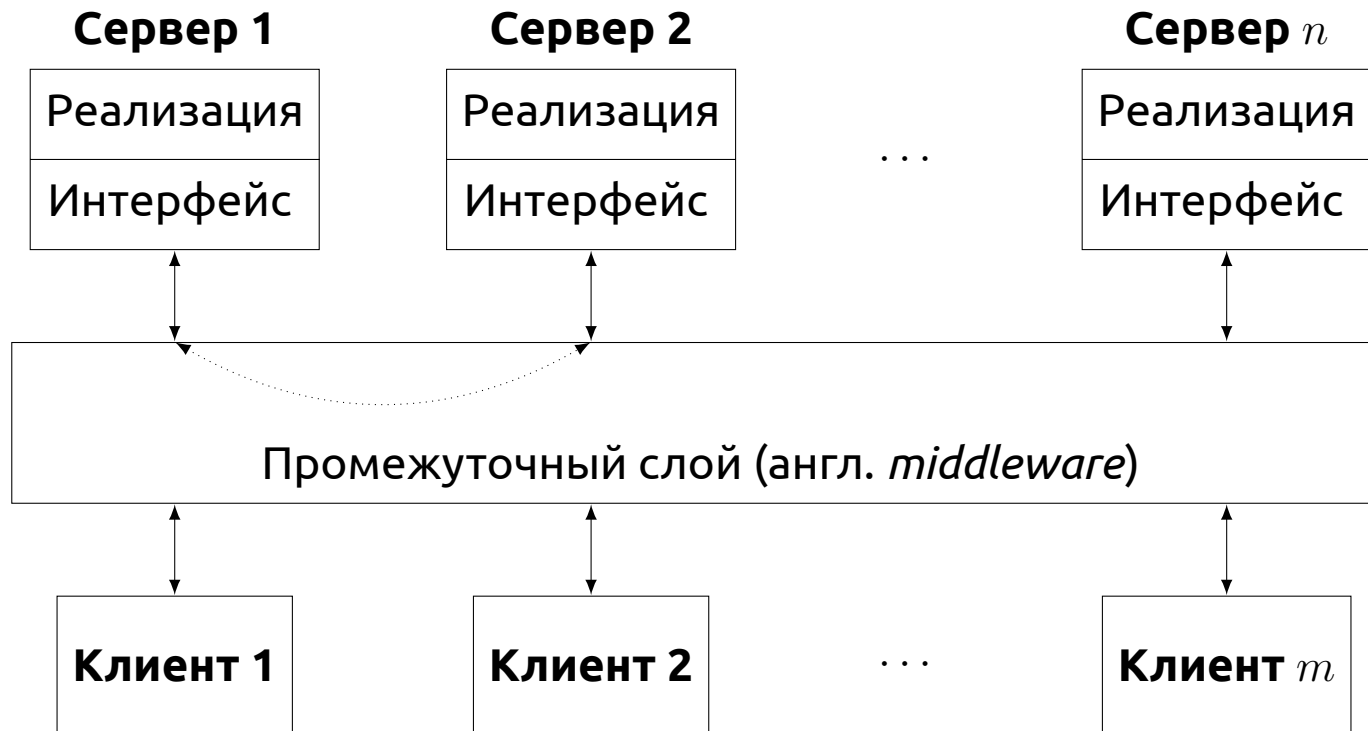 Сервер 1 Сервер 2 Сервер n
Реализация Реализация Реализация
. . .
Интерфейс Интерфейс Интерфейс
Промежуточный слой (англ. middleware)
Клиент 1 Клиент 2 . . . Клиент m